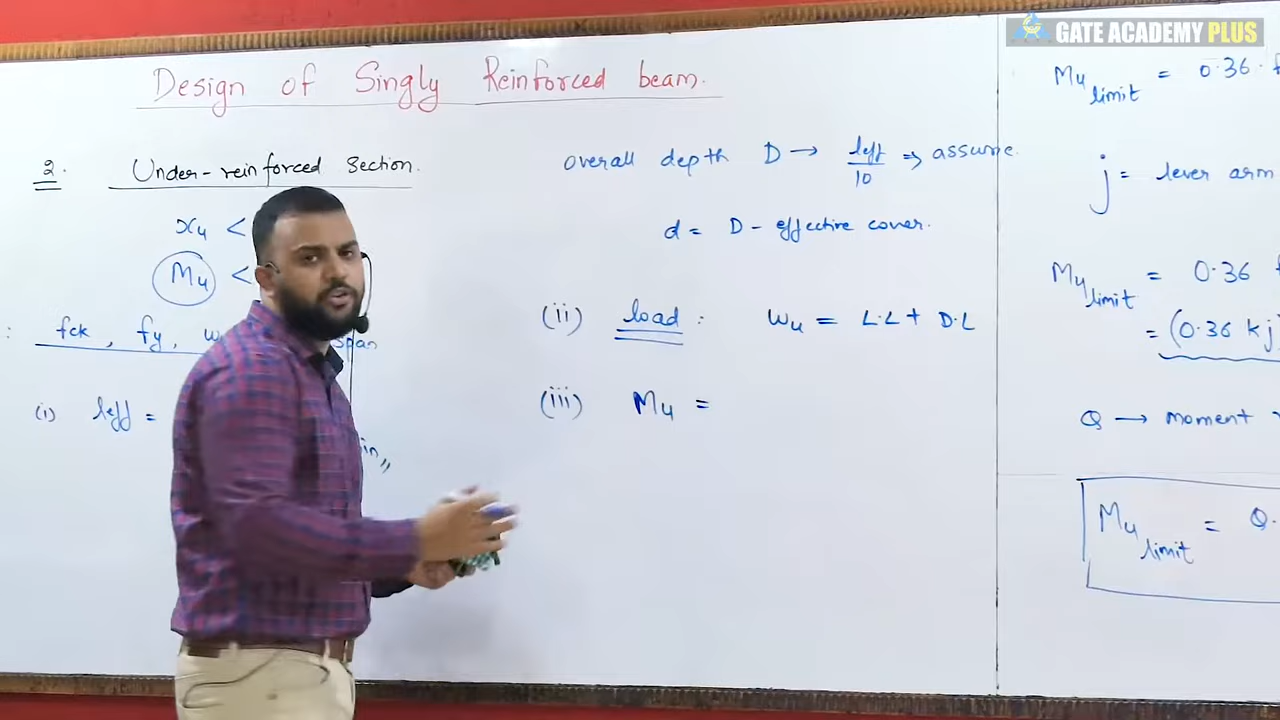 GATE ACADEMY PLUS
Design of Singly Reinforced beam.
2. Under-reinforced section.
xu <
Mu <
: fck, fy, w span
(i) leff =
in,,
overall depth D → leff/10 ⇒ assume.
d = D - effective cover.
(ii) load : wu = L.L + D.L
(iii) Mu =
Mu limit = 0.36.
j = lever arm
Mu limit = 0.36
= (0.36 k j
Q → moment
Mu limit = Q.